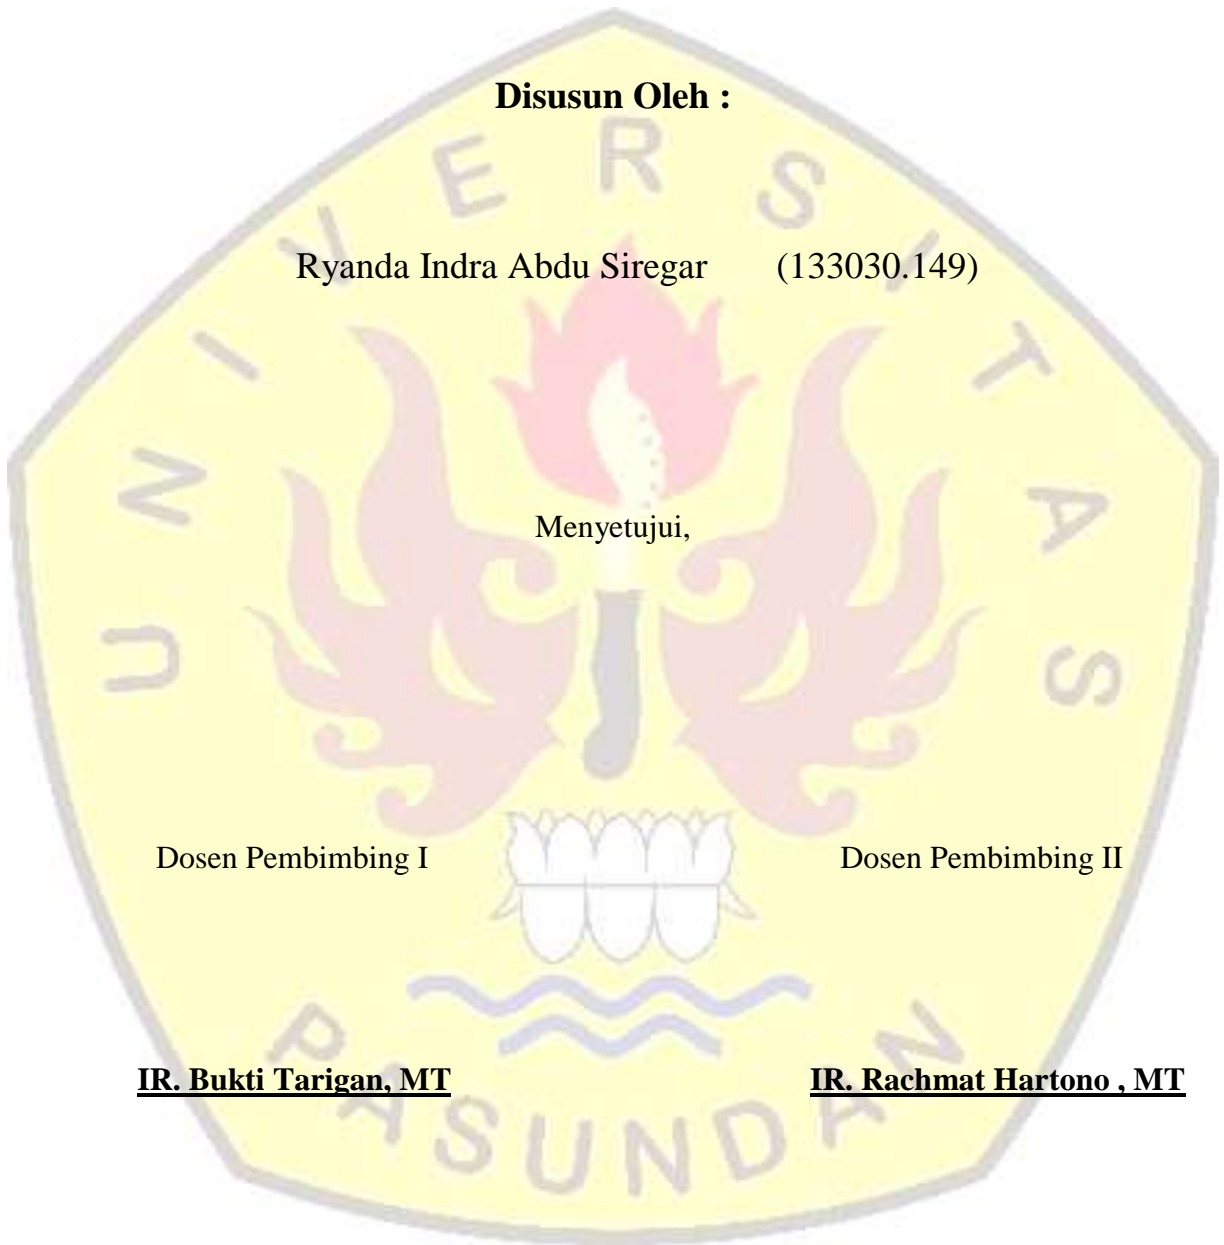 Disusun Oleh :
UNIVERSITAS
Ryanda Indra Abdu Siregar (133030.149)
Menyetujui,
Dosen Pembimbing I Dosen Pembimbing II
IR. Bukti Tarigan, MT IR. Rachmat Hartono , MT
PASUNDAN